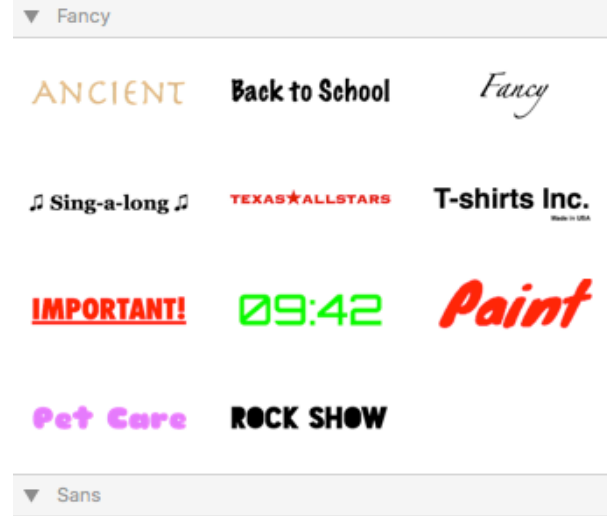 Fancy
ANCIENT
Back to School
Fancy
♫ Sing-a-long ♫
TEXAS★ALLSTARS
T-shirts Inc.
Made in USA
IMPORTANT!
09:42
Paint
Pet Care
ROCK SHOW
Sans